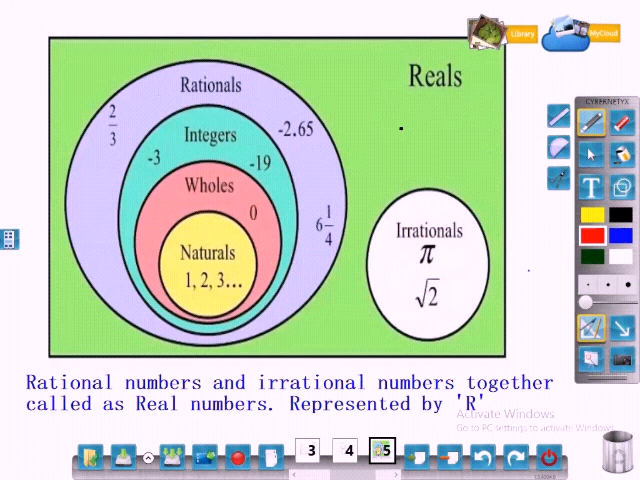 Library
MyCloud
Reals
Rationals
2/3
Integers
-2.65
-3
-19
Wholes
0
6 1/4
Irrationals
π
√2
Naturals
1, 2, 3...
CYBERNETYX
T
Rational numbers and irrational numbers together
called as Real numbers. Represented by 'R'
Activate Windows
Go to PC settings to activate Windows.
3
4
5